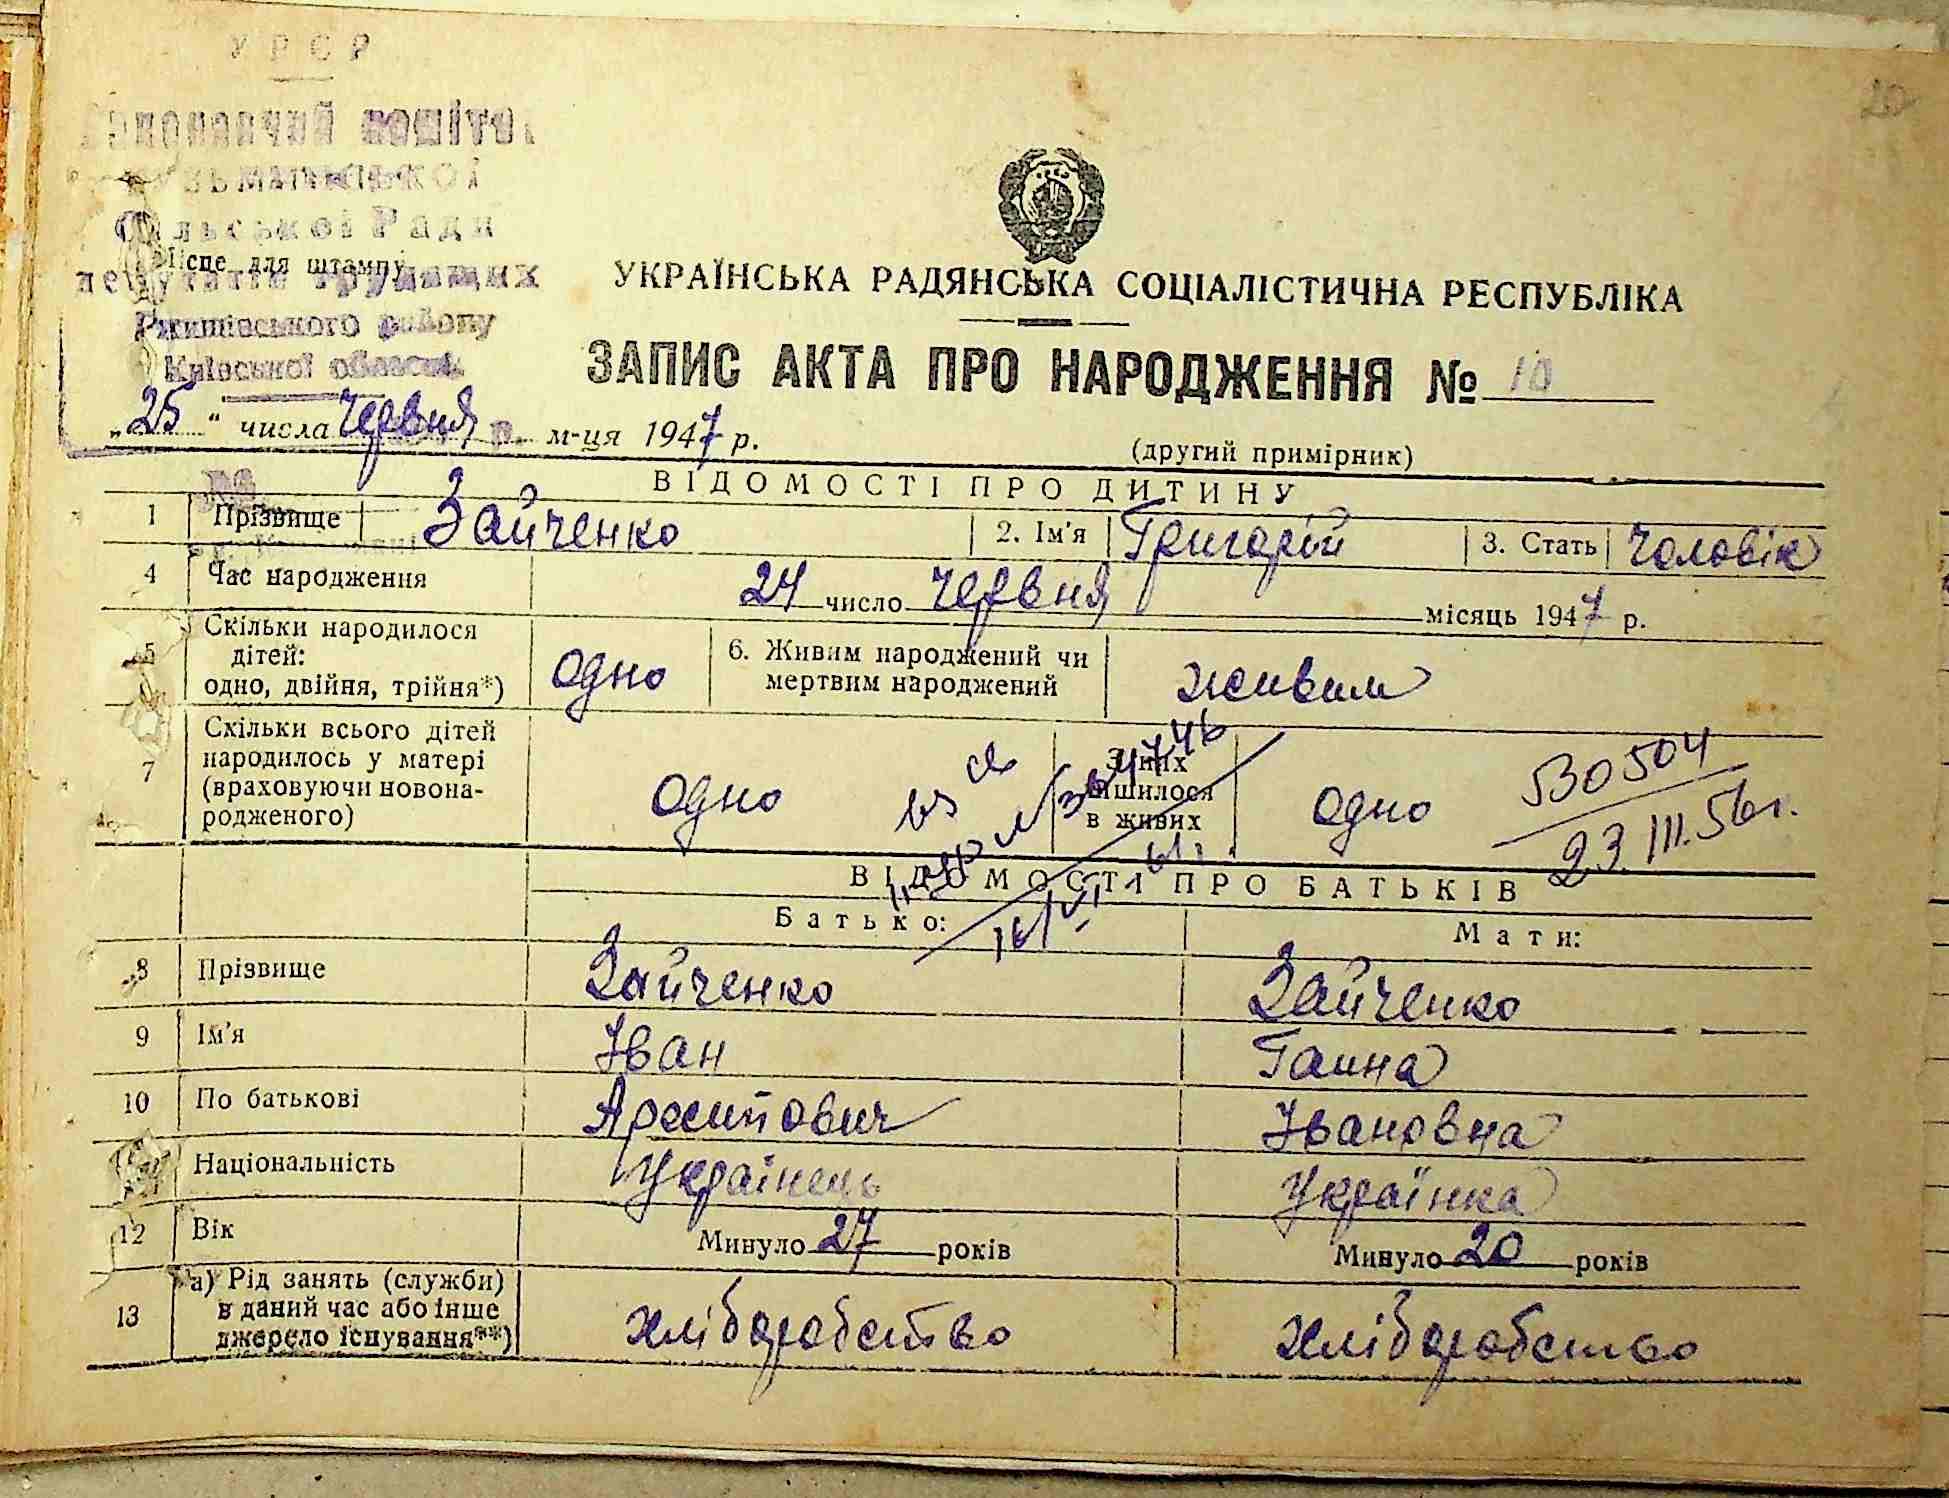 УРСР
Виконавчий комітет
Сільської Ради
депутатів трудящих
Місце для штампу
Ржищівського району
Київської області
УКРАЇНСЬКА РАДЯНСЬКА СОЦІАЛІСТИЧНА РЕСПУБЛІКА
ЗАПИС АКТА ПРО НАРОДЖЕННЯ № 10
„25“ числа червня м-ця 1947 р.
(другий примірник)
ВІДОМОСТІ ПРО ДИТИНУ
1 Прізвище Зайченко 2. Ім'я Григорій 3. Стать чоловік
4 Час народження 24 число червня місяць 1947 р.
5 Скільки народилося дітей: одно, двійня, трійня*) одно 6. Живим народжений чи мертвим народжений живим
7 Скільки всього дітей народилось у матері (враховуючи новонародженого) одно З них лишилося в живих одно
530504
23.III.56г.
ВІДОМОСТІ ПРО БАТЬКІВ
Батько: Мати:
8 Прізвище Зайченко Зайченко
9 Ім'я Іван Ганна
10 По батькові Архипович Івановна
Національність Українець Українка
12 Вік Минуло 27 років Минуло 20 років
13 а) Рід занять (служби) в даний час або інше джерело існування**) хліборобство хліборобство